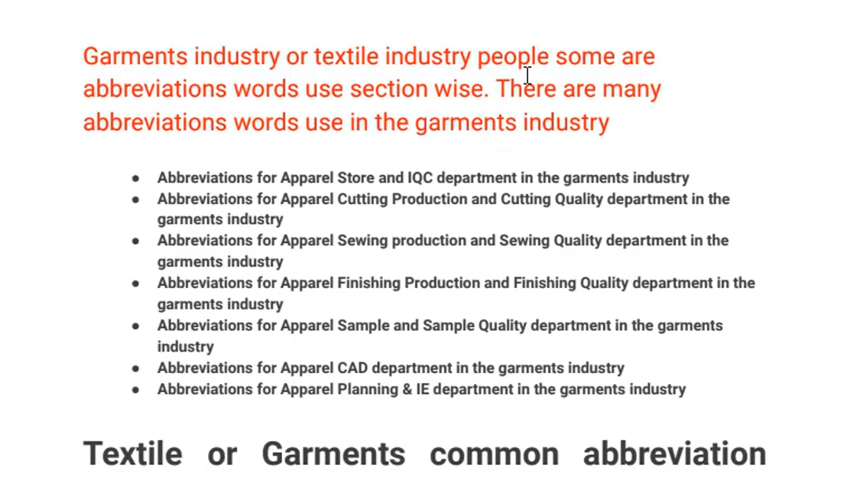 Garments industry or textile industry people some are
abbreviations words use section wise. There are many
abbreviations words use in the garments industry
● Abbreviations for Apparel Store and IQC department in the garments industry
● Abbreviations for Apparel Cutting Production and Cutting Quality department in the
garments industry
● Abbreviations for Apparel Sewing production and Sewing Quality department in the
garments industry
● Abbreviations for Apparel Finishing Production and Finishing Quality department in the
garments industry
● Abbreviations for Apparel Sample and Sample Quality department in the garments
industry
● Abbreviations for Apparel CAD department in the garments industry
● Abbreviations for Apparel Planning & IE department in the garments industry
Textile or Garments common abbreviation